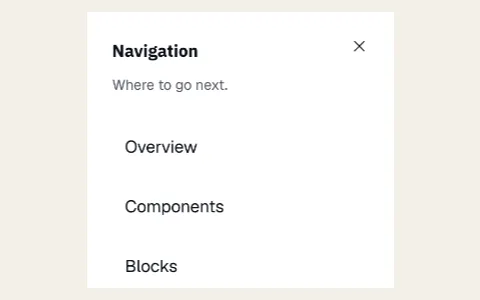 Navigation
Where to go next.
Overview
Components
Blocks